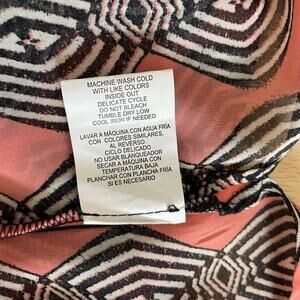 MACHINE WASH COLD
WITH LIKE COLORS
INSIDE OUT
DELICATE CYCLE
DO NOT BLEACH
TUMBLE DRY LOW
COOL IRON IF NEEDED
LAVAR A MÁQUINA CON AGUA FRÍA
CON COLORES SIMILARES,
AL REVERSO
CICLO DELICADO
NO USAR BLANQUEADOR
SECAR A MÁQUINA CON
TEMPERATURA BAJA
PLANCHAR CON PLANCHA FRÍA
SI ES NECESARIO